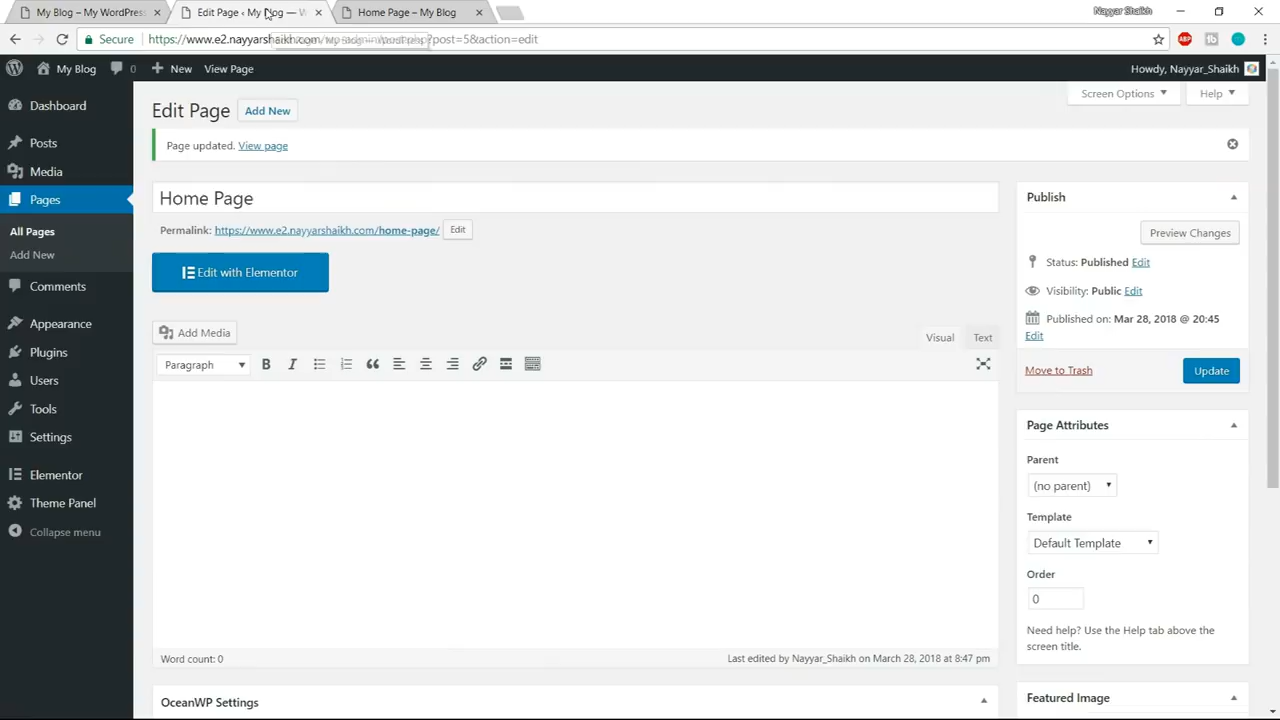 My Blog – My WordPress
Edit Page ‹ My Blog — W
Home Page – My Blog
Nayyar Shaikh
Secure
https://www.e2.nayyarshaikh.com/ ?post=5&action=edit
My Blog
0
New
View Page
Howdy, Nayyar_Shaikh
Dashboard
Posts
Media
Pages
All Pages
Add New
Comments
Appearance
Plugins
Users
Tools
Settings
Elementor
Theme Panel
Collapse menu
Screen Options
Help
Edit Page
Add New
Page updated. View page
Home Page
Permalink: https://www.e2.nayyarshaikh.com/home-page/ Edit
Edit with Elementor
Add Media
Visual
Text
Paragraph
B
I
Word count: 0
Last edited by Nayyar_Shaikh on March 28, 2018 at 8:47 pm
OceanWP Settings
Publish
Preview Changes
Status: Published Edit
Visibility: Public Edit
Published on: Mar 28, 2018 @ 20:45
Edit
Move to Trash
Update
Page Attributes
Parent
(no parent)
Template
Default Template
Order
0
Need help? Use the Help tab above the
screen title.
Featured Image